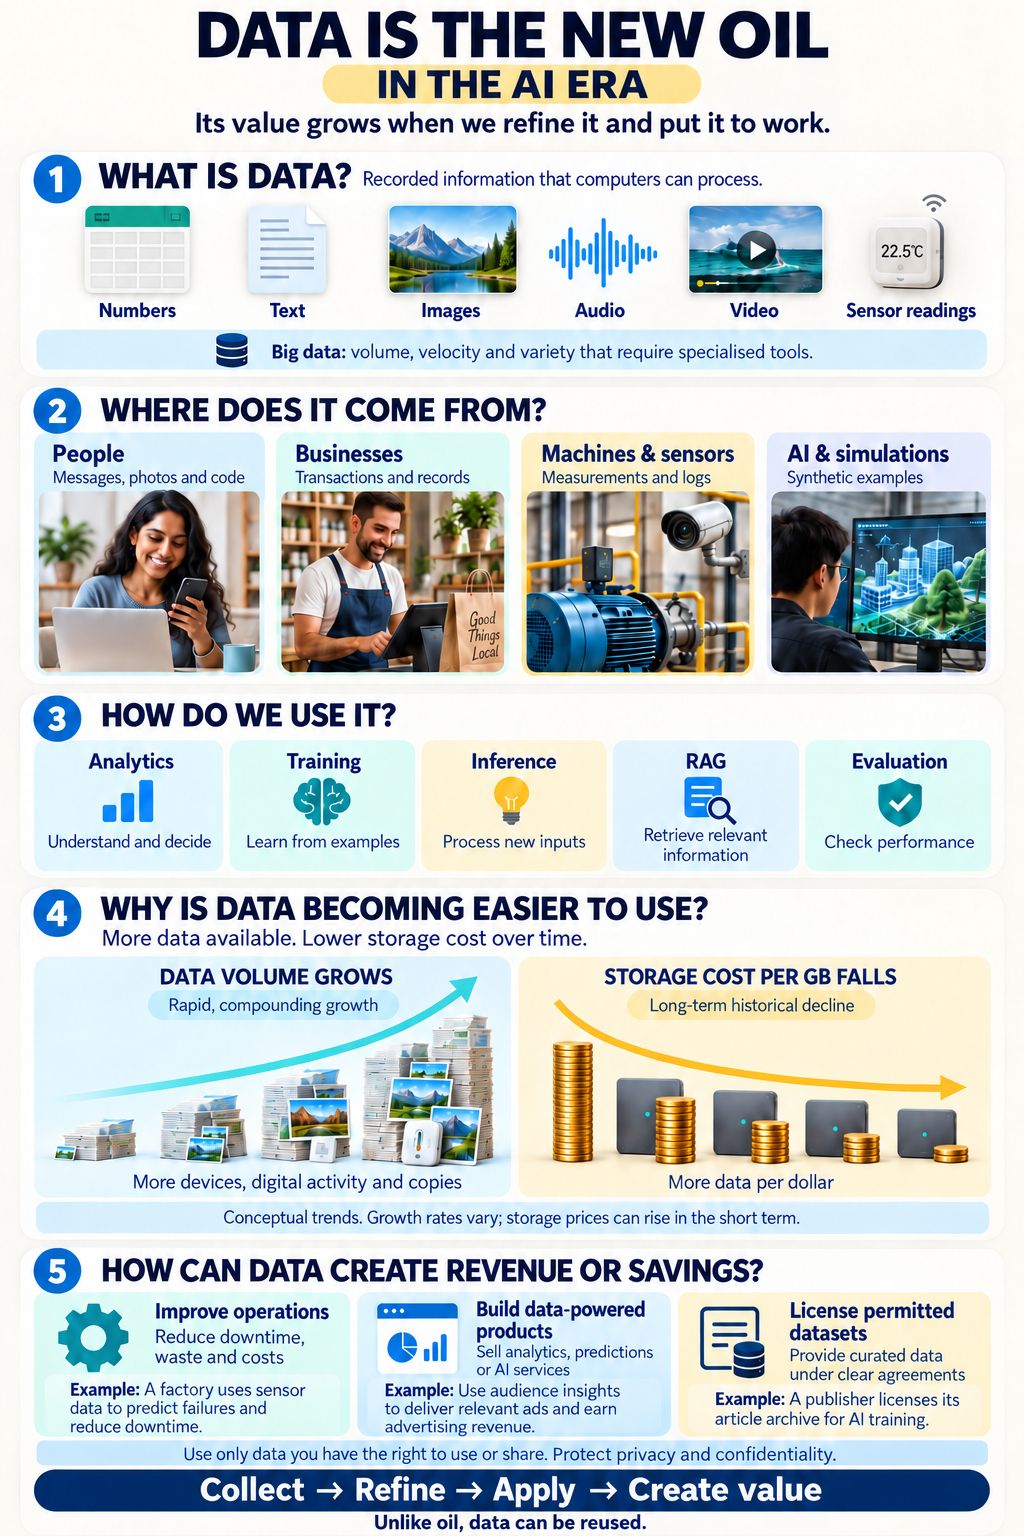 DATA IS THE NEW OIL
IN THE AI ERA
Its value grows when we refine it and put it to work.
1
WHAT IS DATA? Recorded information that computers can process.
22.5°C
Numbers
Text
Images
Audio
Video
Sensor readings
Big data: volume, velocity and variety that require specialised tools.
2
WHERE DOES IT COME FROM?
People
Messages, photos and code
Businesses
Transactions and records
Good
Things
Local
Machines & sensors
Measurements and logs
AI & simulations
Synthetic examples
3
HOW DO WE USE IT?
Analytics
Understand and decide
Training
Learn from examples
Inference
Process new inputs
RAG
Retrieve relevant
information
Evaluation
Check performance
4
WHY IS DATA BECOMING EASIER TO USE?
More data available. Lower storage cost over time.
DATA VOLUME GROWS
Rapid, compounding growth
More devices, digital activity and copies
STORAGE COST PER GB FALLS
Long-term historical decline
More data per dollar
Conceptual trends. Growth rates vary; storage prices can rise in the short term.
5
HOW CAN DATA CREATE REVENUE OR SAVINGS?
Improve operations
Reduce downtime,
waste and costs
Example: A factory uses sensor
data to predict failures and
reduce downtime.
Build data-powered
products
Sell analytics, predictions
or AI services
Example: Use audience insights
to deliver relevant ads and earn
advertising revenue.
License permitted
datasets
Provide curated data
under clear agreements
Example: A publisher licenses its
article archive for AI training.
Use only data you have the right to use or share. Protect privacy and confidentiality.
Collect → Refine → Apply → Create value
Unlike oil, data can be reused.